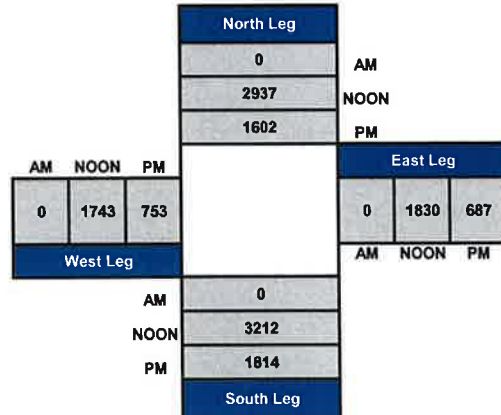 North Leg
0 AM
2937 NOON
1602 PM
AM NOON PM
East Leg
0 1743 753
0 1830 687
West Leg
AM NOON PM
AM 0
NOON 3212
PM 1814
South Leg